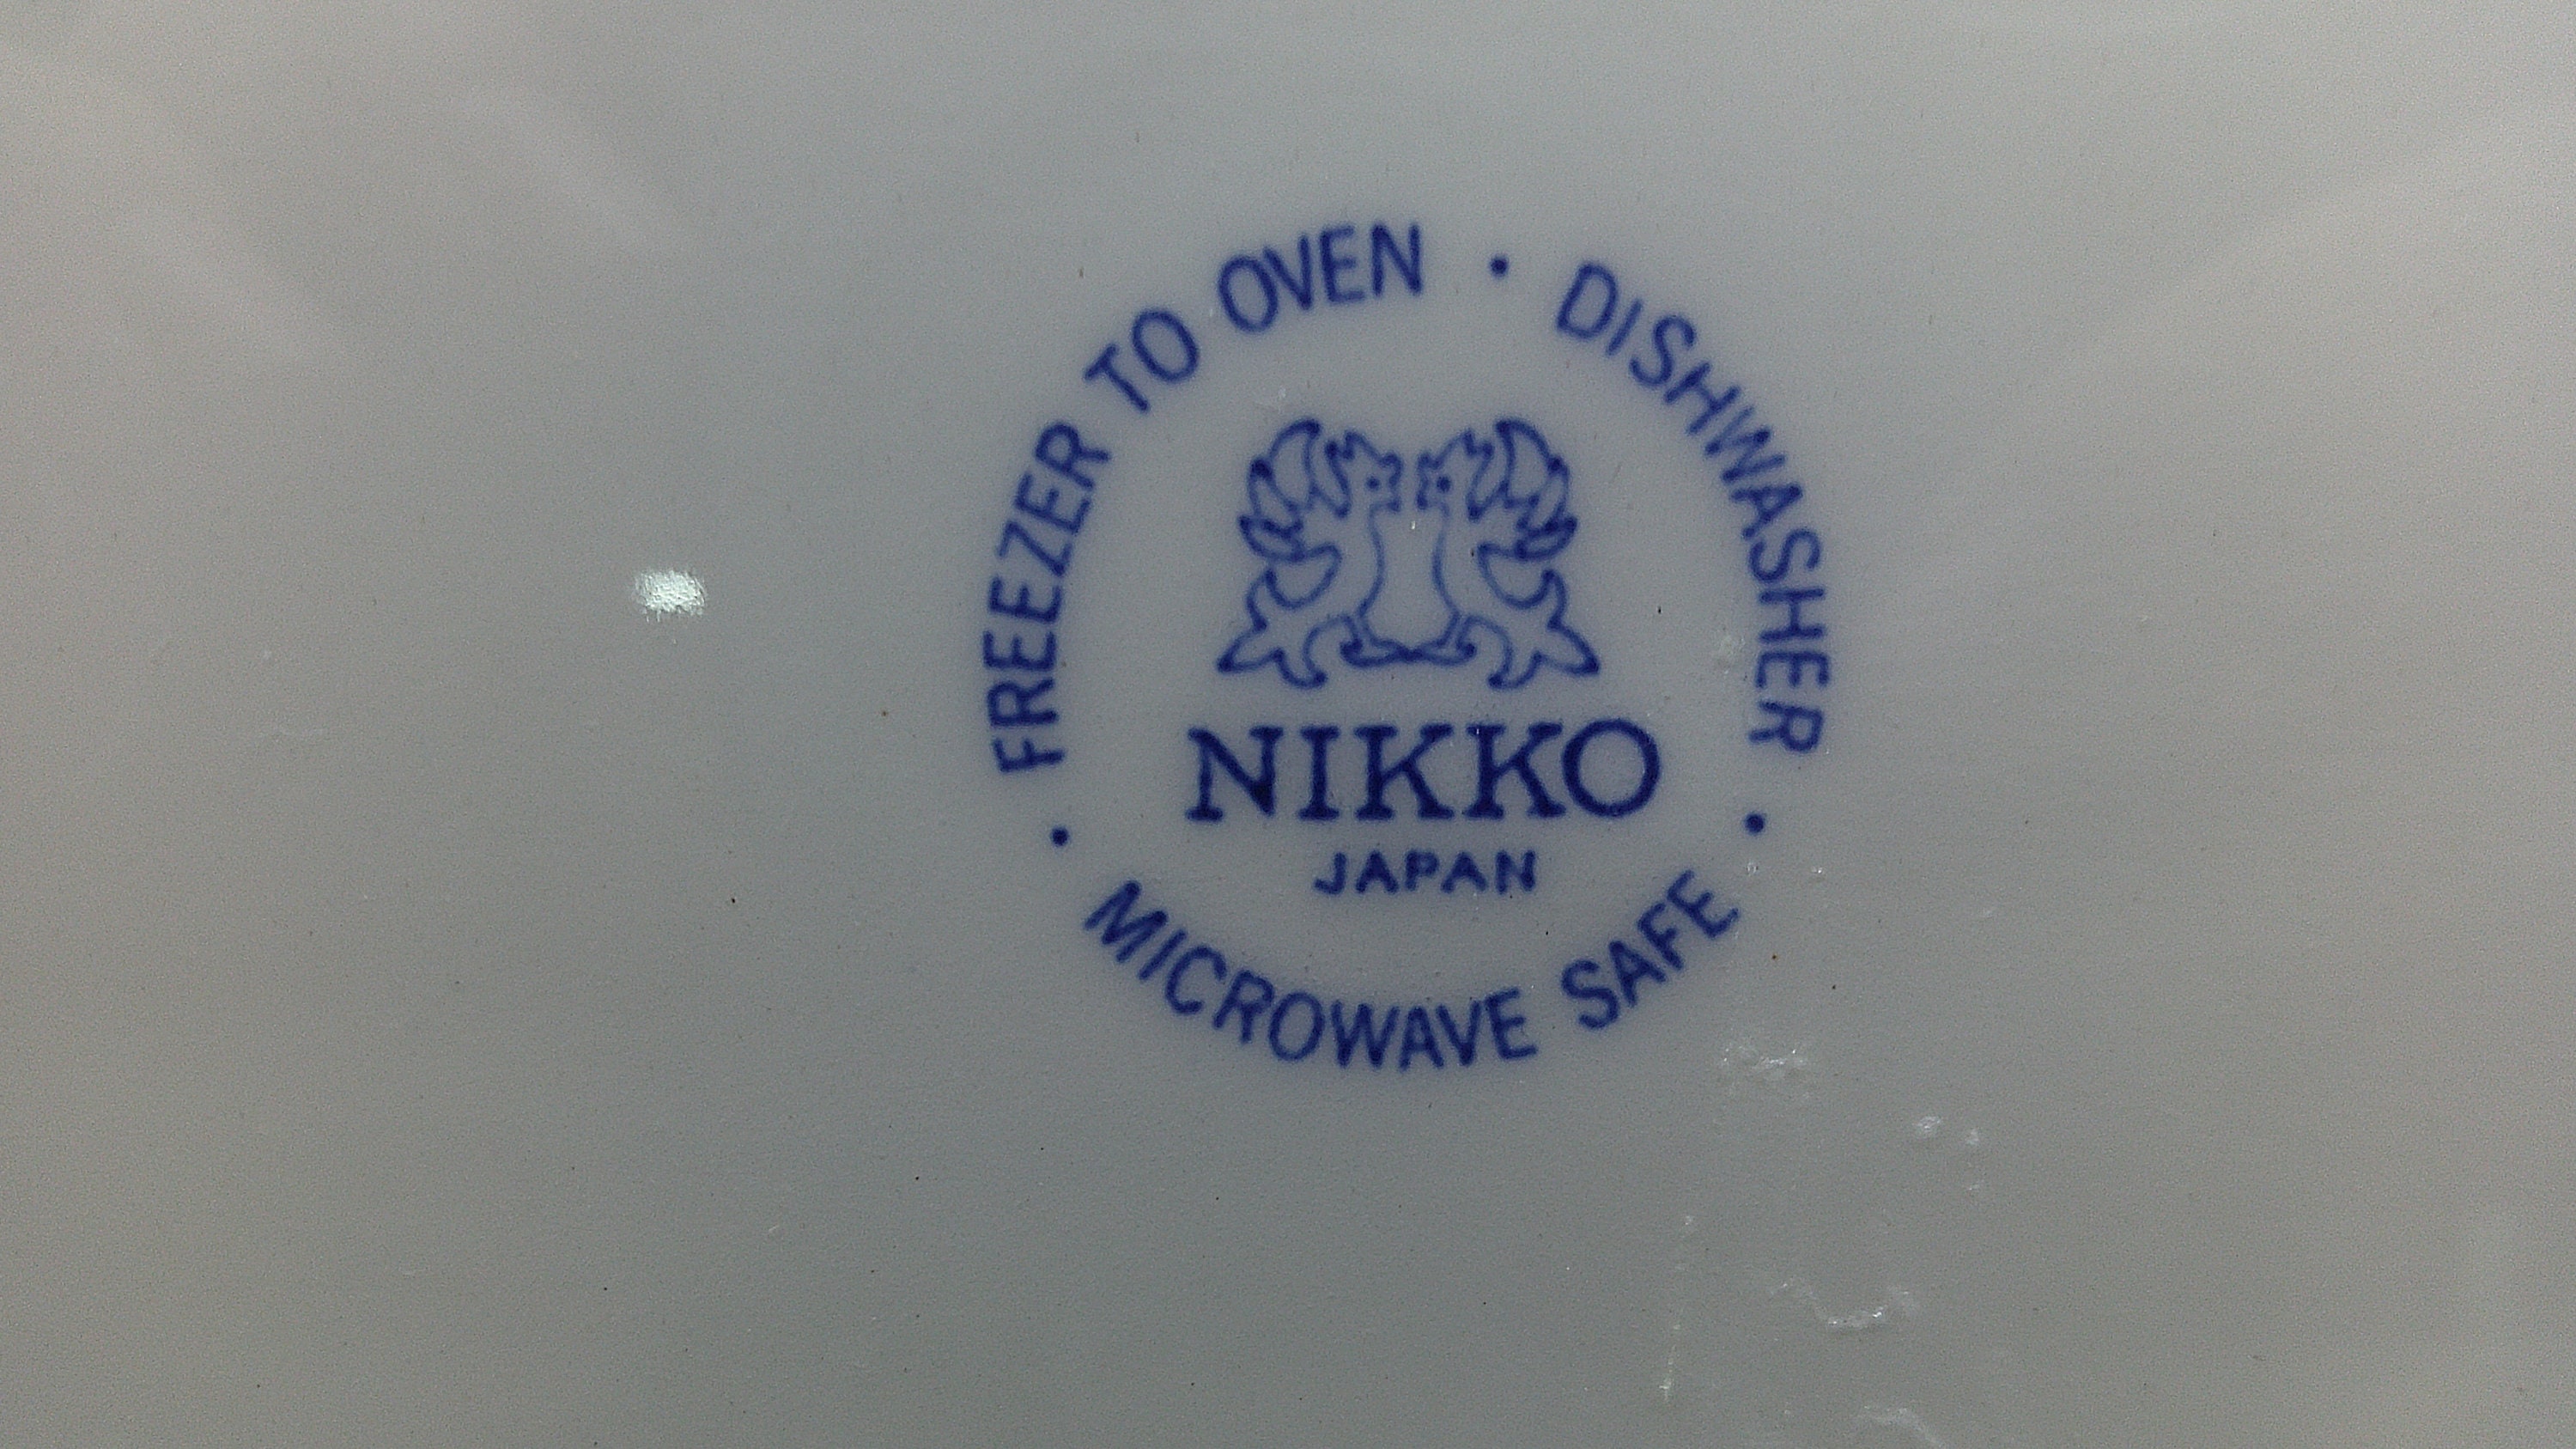 FREEZER TO OVEN · DISHWASHER ·
NIKKO
JAPAN
MICROWAVE SAFE ·